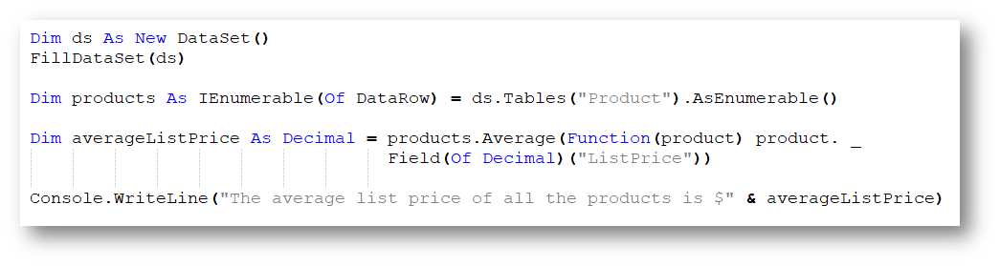 Dim ds As New DataSet()
FillDataSet(ds)
Dim products As IEnumerable(Of DataRow) = ds.Tables("Product").AsEnumerable()
Dim averageListPrice As Decimal = products.Average(Function(product) product. _
Field(Of Decimal)("ListPrice"))
Console.WriteLine("The average list price of all the products is $" & averageListPrice)